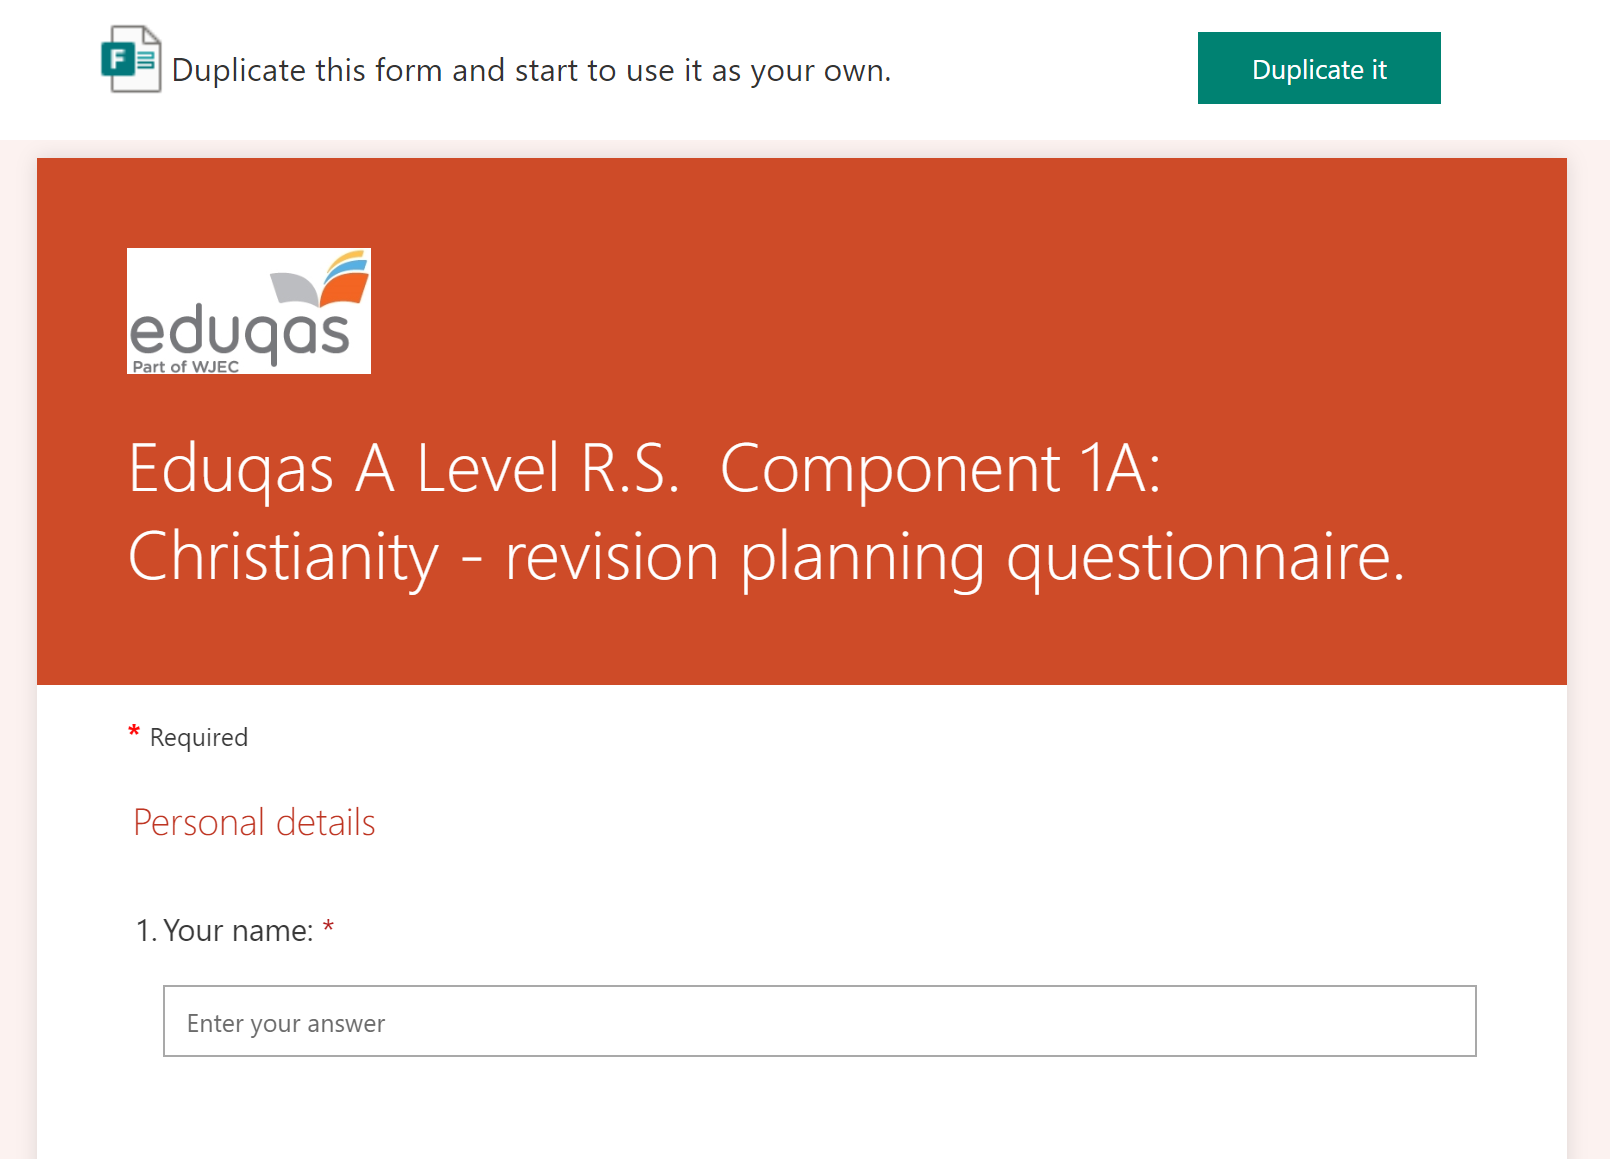 F
Duplicate this form and start to use it as your own.
Duplicate it
eduqas
Part of WJEC
Eduqas A Level R.S.  Component 1A:
Christianity - revision planning questionnaire.
* Required
Personal details
1. Your name: *
Enter your answer